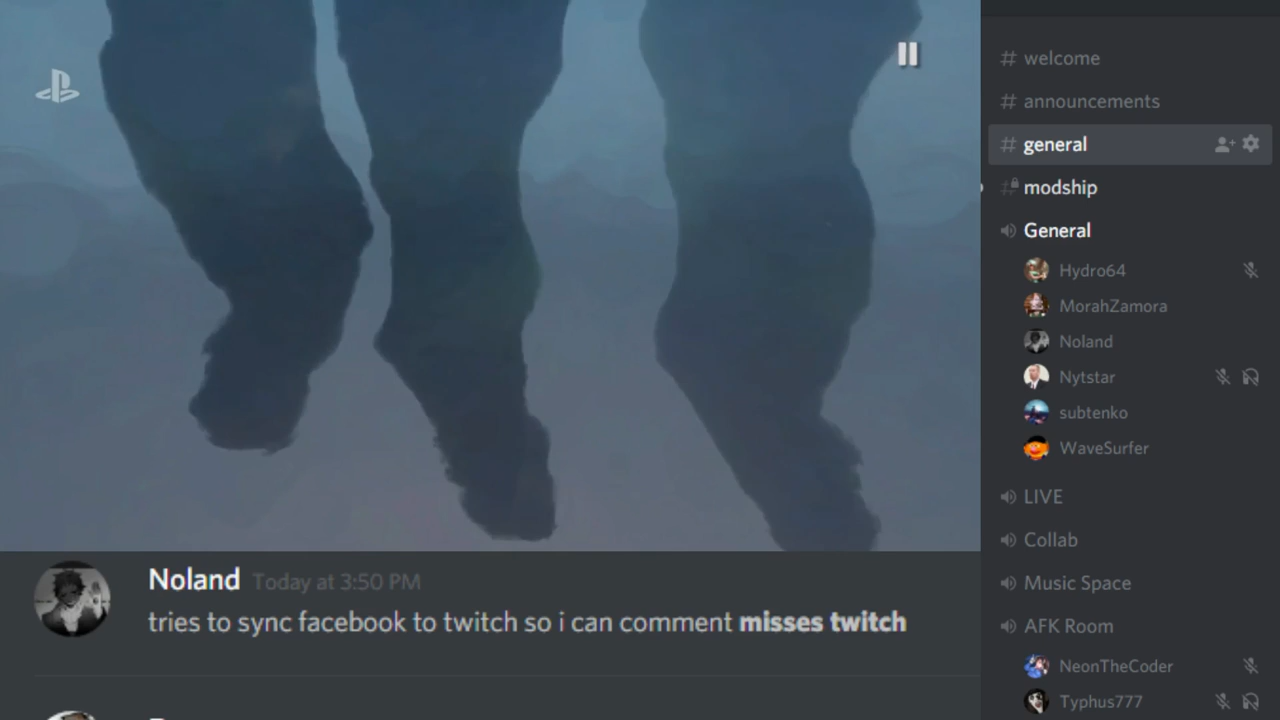 # welcome
# announcements
# general
# modship
General
Hydro64
MorahZamora
Noland
Nytstar
subtenko
WaveSurfer
LIVE
Collab
Music Space
AFK Room
NeonTheCoder
Typhus777
Noland Today at 3:50 PM
tries to sync facebook to twitch so i can comment misses twitch